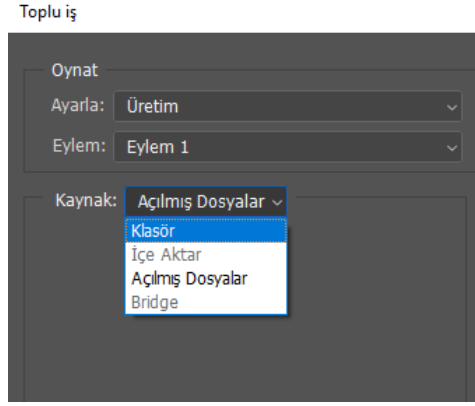 Toplu iş
Oynat
Ayarla: Üretim
Eylem: Eylem 1
Kaynak: Açılmış Dosyalar
Klasör
İçe Aktar
Açılmış Dosyalar
Bridge